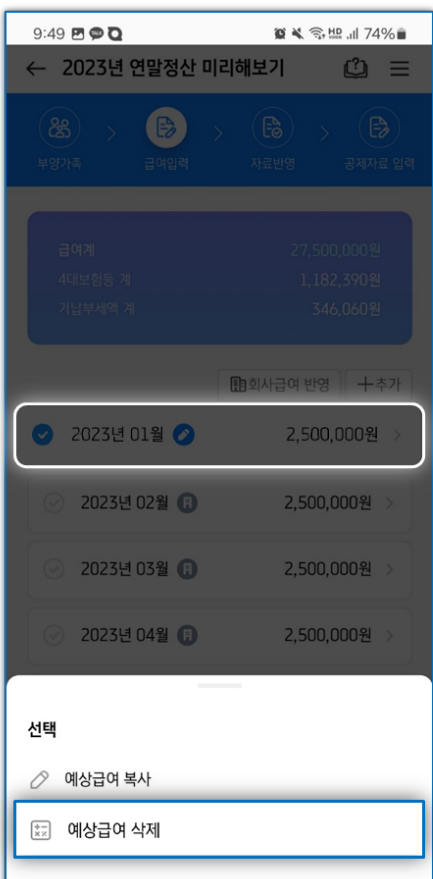 9:49 74%
2023년 연말정산 미리해보기
부양가족 급여입력 자료반영 공제자료 입력
급여계 27,500,000원
4대보험등 계 1,182,390원
기납부세액 계 346,060원
회사급여 반영 추가
2023년 01월 2,500,000원
2023년 02월 2,500,000원
2023년 03월 2,500,000원
2023년 04월 2,500,000원
선택
예상급여 복사
예상급여 삭제